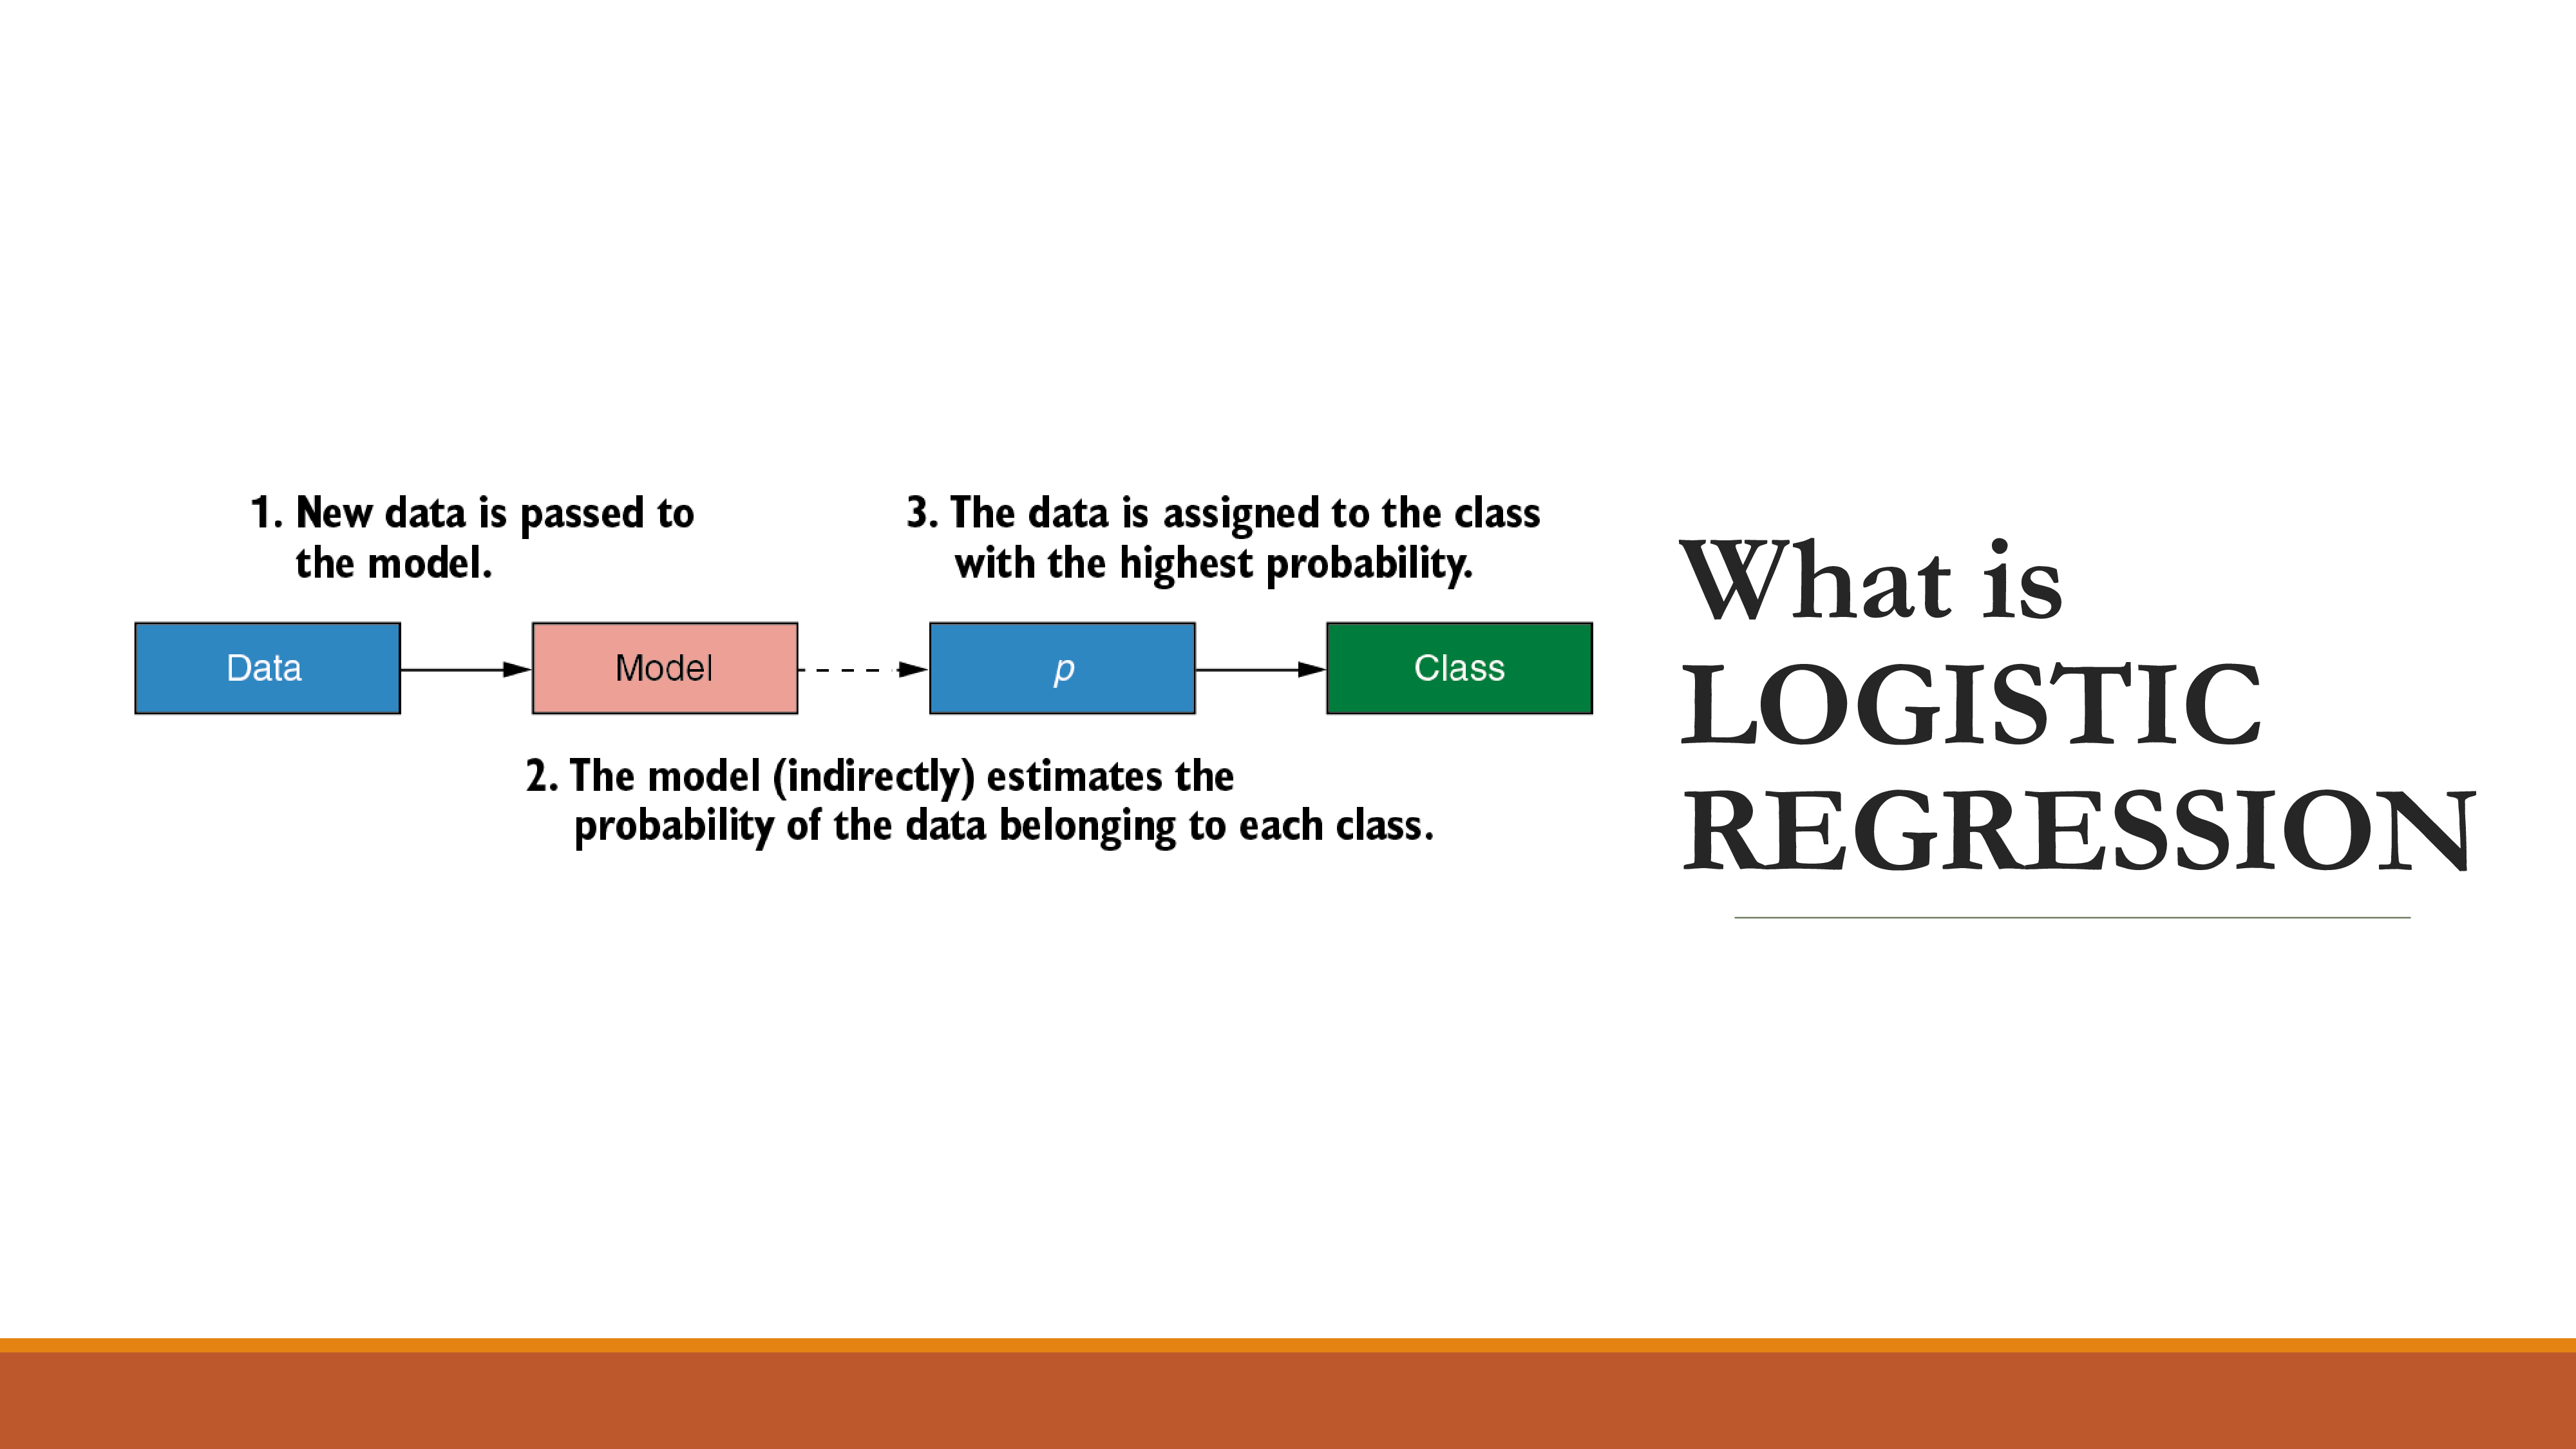 1. New data is passed to
the model.
3. The data is assigned to the class
with the highest probability.
Data
Model
p
Class
2. The model (indirectly) estimates the
probability of the data belonging to each class.
What is
LOGISTIC
REGRESSION